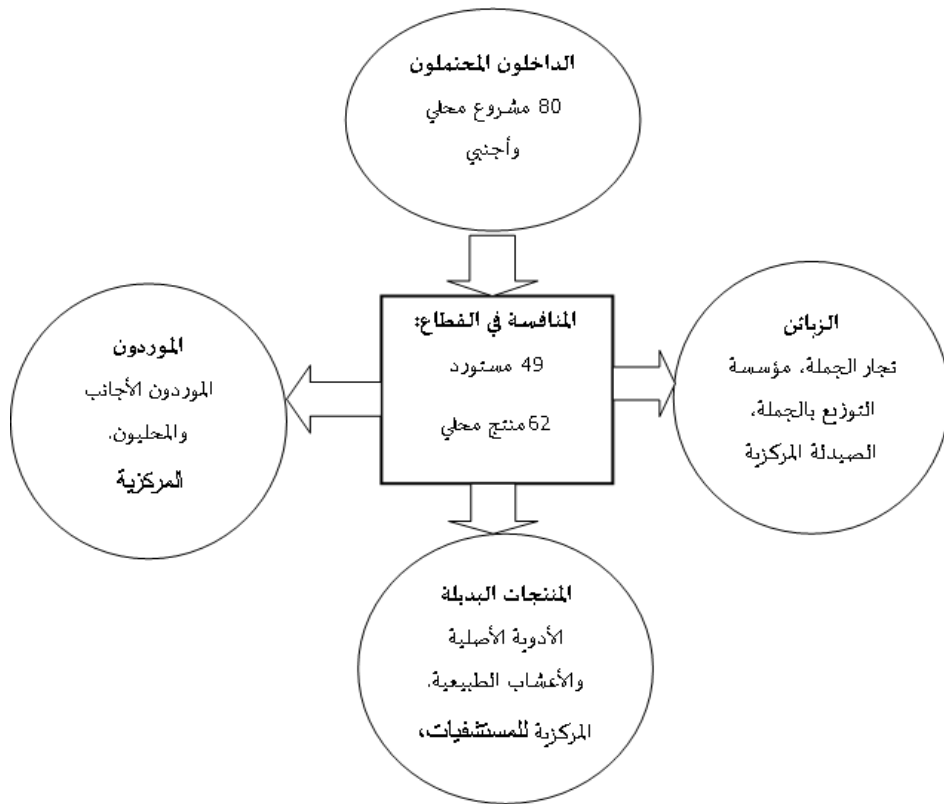 الداخلون المحتملون
80 مشروع محلي
وأجنبي
المنافسة في القطاع:
49 مستورد
62منتج محلي
الزبائن
تجار الجملة، مؤسسة
التوزيع بالجملة،
الصيدلة المركزية
الموردون
الموردون الأجانب
والمحليون.
المركزية
المنتجات البديلة
الأدوية الأصلية
والأعشاب الطبيعية.
المركزية للمستشفيات،